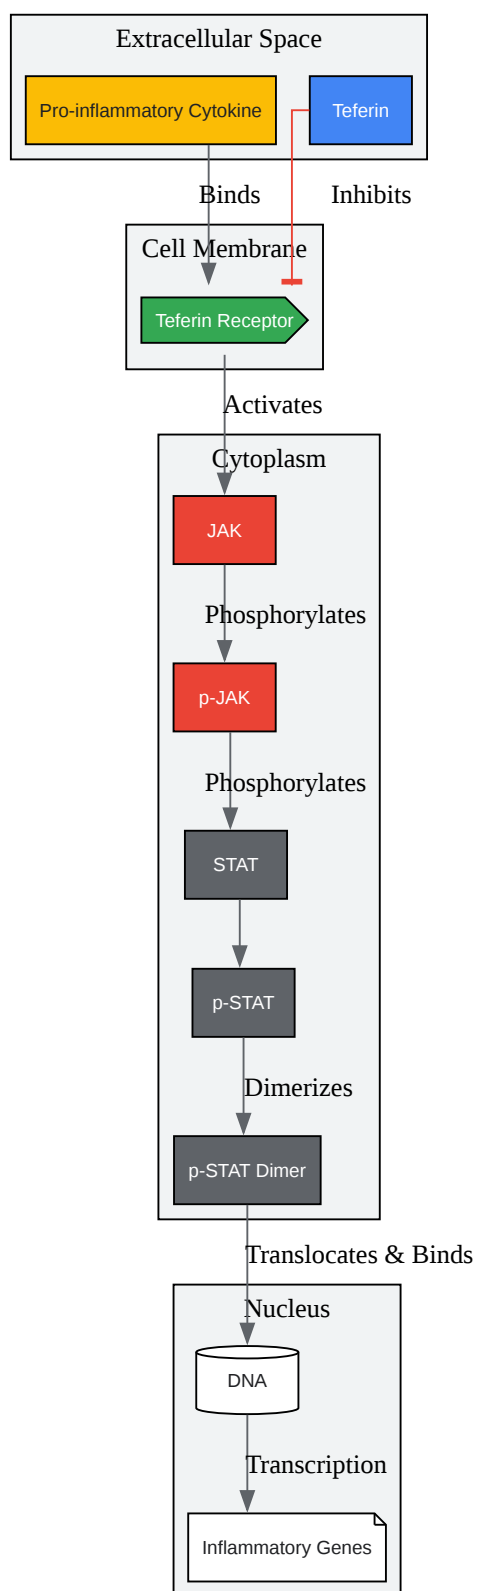 Extracellular Space
Pro-inflammatory Cytokine
Teferin
Binds
Inhibits
Cell Membrane
Teferin Receptor
Activates
Cytoplasm
JAK
Phosphorylates
p-JAK
Phosphorylates
STAT
p-STAT
Dimerizes
p-STAT Dimer
Translocates & Binds
Nucleus
DNA
Transcription
Inflammatory Genes